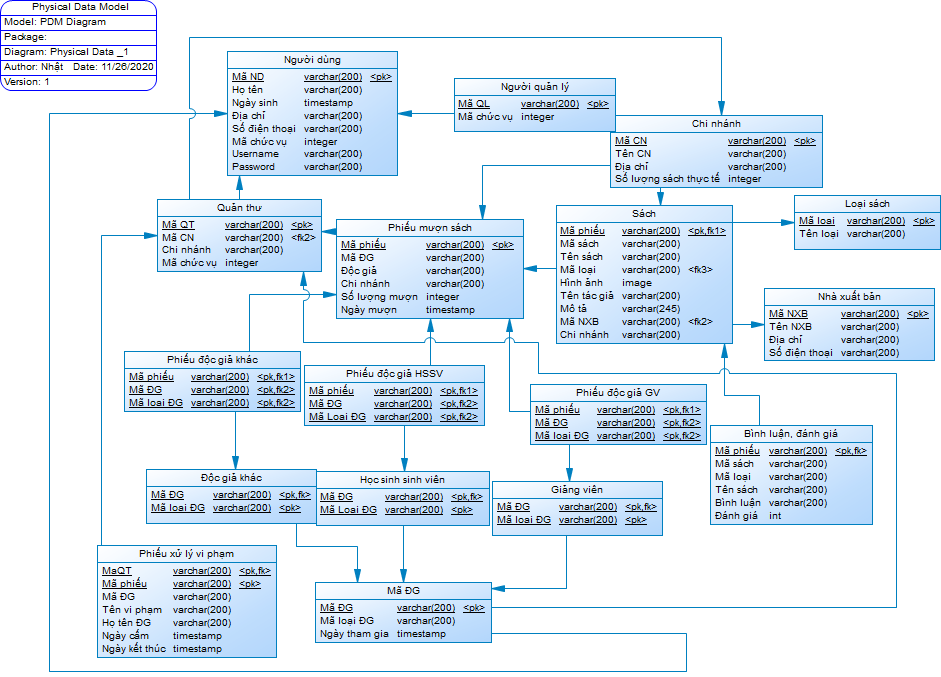 Physical Data Model
Model: PDM Diagram
Package:
Diagram: Physical Data _1
Author: Nhật Date: 11/26/2020
Version: 1
Người dùng
Mã ND varchar(200) <pk>
Họ tên varchar(200)
Ngày sinh timestamp
Địa chỉ varchar(200)
Số điện thoại varchar(200)
Mã chức vụ integer
Username varchar(200)
Password varchar(200)
Người quản lý
Mã QL varchar(200) <pk>
Mã chức vụ integer
Chi nhánh
Mã CN varchar(200) <pk>
Tên CN varchar(200)
Địa chỉ varchar(200)
Số lượng sách thực tế integer
Quản thư
Mã QT varchar(200) <pk>
Mã CN varchar(200) <fk2>
Chi nhánh varchar(200)
Mã chức vụ integer
Phiếu mượn sách
Mã phiếu varchar(200) <pk>
Mã ĐG varchar(200)
Độc giả varchar(200)
Chi nhánh varchar(200)
Số lượng mượn integer
Ngày mượn timestamp
Sách
Mã phiếu varchar(200) <pk,fk1>
Mã sách varchar(200)
Tên sách varchar(200)
Mã loại varchar(200) <fk3>
Hình ảnh image
Tên tác giả varchar(200)
Mô tả varchar(245)
Mã NXB varchar(200) <fk2>
Chi nhánh varchar(200)
Loại sách
Mã loại varchar(200) <pk>
Tên loại varchar(200)
Nhà xuất bản
Mã NXB varchar(200) <pk>
Tên NXB varchar(200)
Địa chỉ varchar(200)
Số điện thoại varchar(200)
Phiếu độc giả khác
Mã phiếu varchar(200) <pk,fk1>
Mã ĐG varchar(200) <pk,fk2>
Mã loại ĐG varchar(200) <pk,fk2>
Phiếu độc giả HSSV
Mã phiếu varchar(200) <pk,fk1>
Mã ĐG varchar(200) <pk,fk2>
Mã Loại ĐG varchar(200) <pk,fk2>
Phiếu độc giả GV
Mã phiếu varchar(200) <pk,fk1>
Mã ĐG varchar(200) <pk,fk2>
Mã loại ĐG varchar(200) <pk,fk2>
Bình luận, đánh giá
Mã phiếu varchar(200) <pk,fk>
Mã sách varchar(200)
Mã loại varchar(200)
Tên sách varchar(200)
Bình luận varchar(200)
Đánh giá int
Độc giả khác
Mã ĐG varchar(200) <pk,fk>
Mã loại ĐG varchar(200) <pk>
Học sinh sinh viên
Mã ĐG varchar(200) <pk,fk>
Mã Loại ĐG varchar(200) <pk>
Giảng viên
Mã ĐG varchar(200) <pk,fk>
Mã loại ĐG varchar(200) <pk>
Phiếu xử lý vi phạm
MaQT varchar(200) <pk,fk>
Mã phiếu varchar(200) <pk>
Mã ĐG varchar(200)
Tên vi phạm varchar(200)
Họ tên ĐG varchar(200)
Ngày cấm timestamp
Ngày kết thúc timestamp
Mã ĐG
Mã ĐG varchar(200) <pk>
Mã loại ĐG varchar(200)
Ngày tham gia timestamp